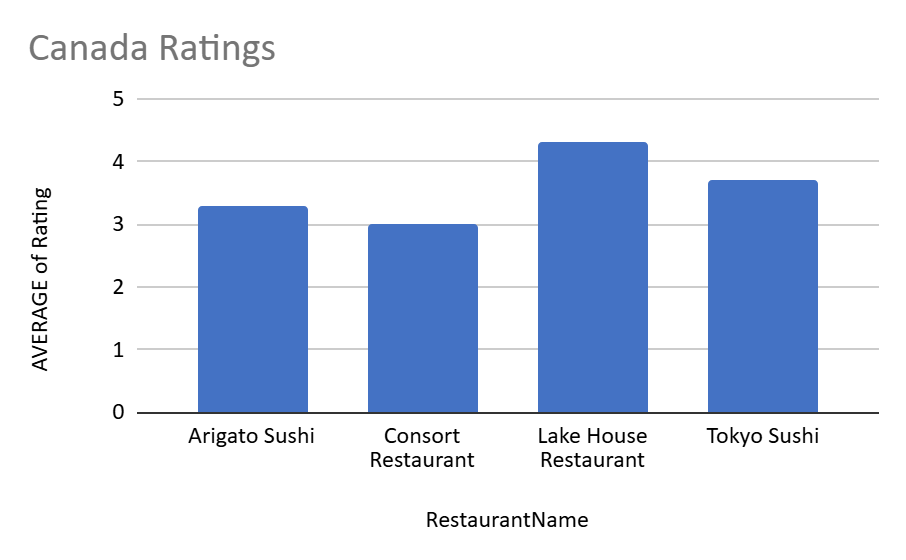 Canada Ratings
5
4
3
2
1
0
AVERAGE of Rating
Arigato Sushi
Consort
Restaurant
Lake House
Restaurant
Tokyo Sushi
RestaurantName